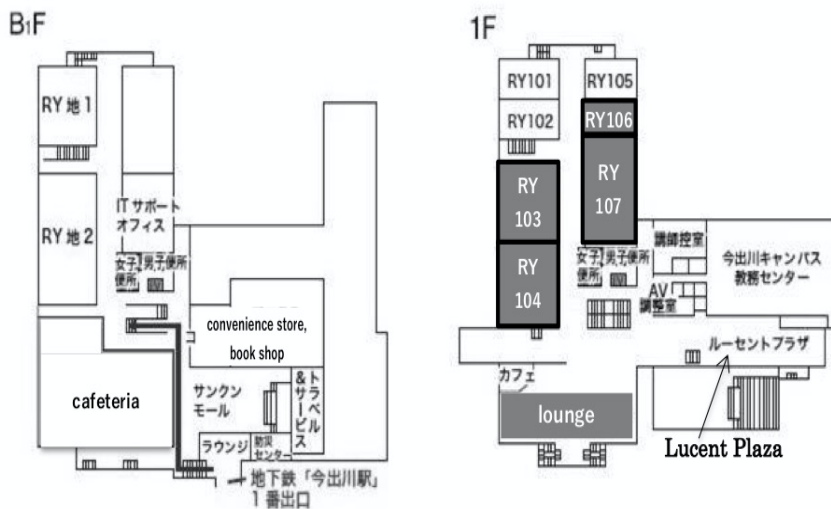 B1F
RY 地1
RY 地2
IT サポート
オフィス
女子
便所
男子便所
convenience store,
book shop
cafeteria
サンクン
モール
トラベル
&サービス
ラウンジ
防災
センター
地下鉄「今出川駅」
1 番出口
1F
RY101
RY105
RY102
RY106
RY
103
RY
107
RY
104
女子
便所
男子便所
講師控室
AV
調整室
今出川キャンパス
教務センター
ルーセントプラザ
カフェ
lounge
Lucent Plaza